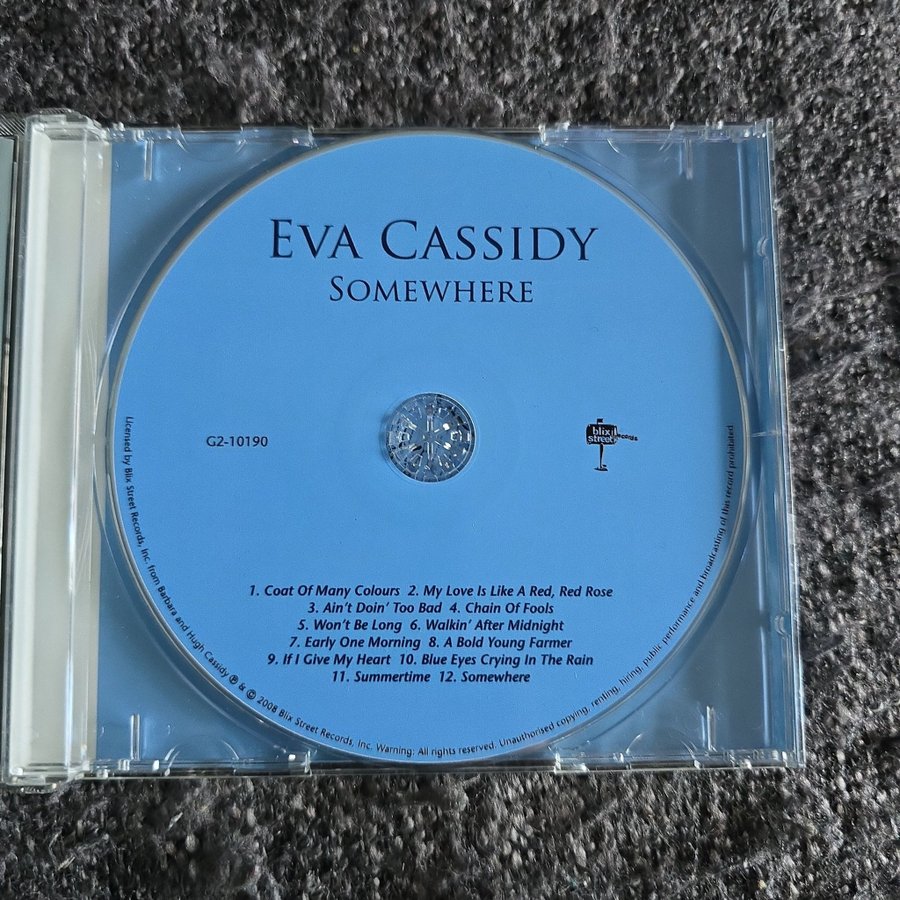 EVA CASSIDY
SOMEWHERE
G2-10190
blix
street records
1. Coat Of Many Colours 2. My Love Is Like A Red, Red Rose
3. Ain't Doin' Too Bad 4. Chain Of Fools
5. Won't Be Long 6. Walkin' After Midnight
7. Early One Morning 8. A Bold Young Farmer
9. If I Give My Heart 10. Blue Eyes Crying In The Rain
11. Summertime 12. Somewhere
Licensed by Blix Street Records, Inc. from Barbara and Hugh Cassidy ℗ & © 2008 Blix Street Records, Inc. Warning: All rights reserved. Unauthorised copying, renting, hiring, public performance and broadcasting of this record prohibited